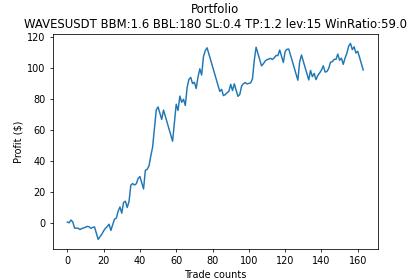 Portfolio
WAVESUSDT BBM:1.6 BBL:180 SL:0.4 TP:1.2 lev:15 WinRatio:59.0
120
100
80
60
40
20
0
Profit ($)
0 20 40 60 80 100 120 140 160
Trade counts